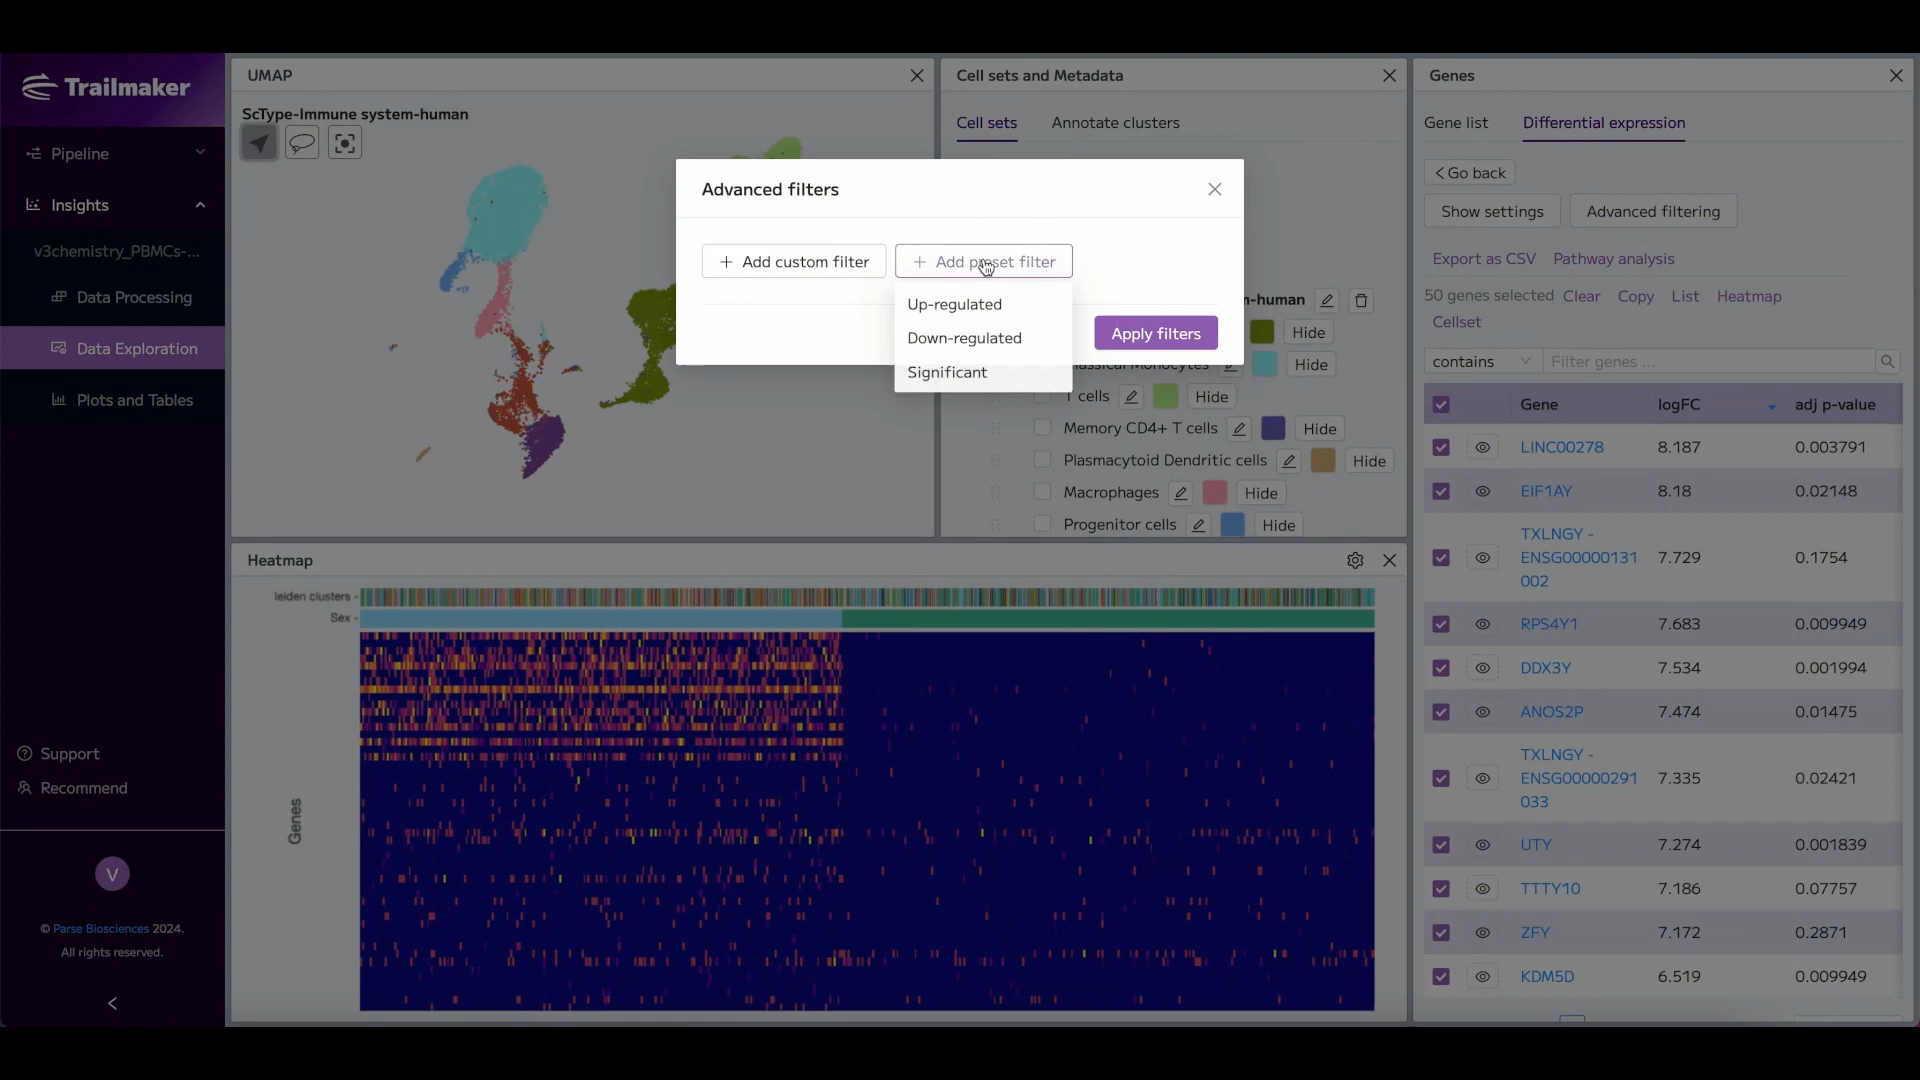 Trailmaker
Pipeline
Insights
v3chemistry_PBMCs-...
Data Processing
Data Exploration
Plots and Tables
Support
Recommend
V
© Parse Biosciences 2024.
All rights reserved.
UMAP
ScType-Immune system-human
Cell sets and Metadata
Cell sets
Annotate clusters
n-human
Hide
Hide
T cells Hide
Memory CD4+ T cells Hide
Plasmacytoid Dendritic cells Hide
Macrophages Hide
Progenitor cells Hide
Advanced filters
+ Add custom filter
+ Add preset filter
Up-regulated
Down-regulated
Significant
Apply filters
Heatmap
leiden clusters -
Sex -
Genes
Genes
Gene list
Differential expression
< Go back
Show settings
Advanced filtering
Export as CSV Pathway analysis
50 genes selected Clear Copy List Heatmap
Cellset
contains Filter genes ...
Gene logFC adj p-value
LINC00278 8.187 0.003791
EIF1AY 8.18 0.02148
TXLNGY -
ENSG00000131 7.729 0.1754
002
RPS4Y1 7.683 0.009949
DDX3Y 7.534 0.001994
ANOS2P 7.474 0.01475
TXLNGY -
ENSG00000291 7.335 0.02421
033
UTY 7.274 0.001839
TTTY10 7.186 0.07757
ZFY 7.172 0.2871
KDM5D 6.519 0.009949